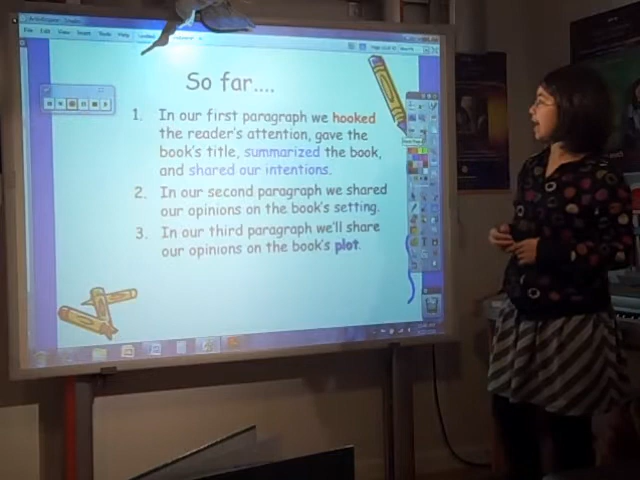 So far....
1. In our first paragraph we hooked
the reader's attention, gave the
book's title, summarized the book,
and shared our intentions.
2. In our second paragraph we shared
our opinions on the book's setting.
3. In our third paragraph we'll share
our opinions on the book's plot.